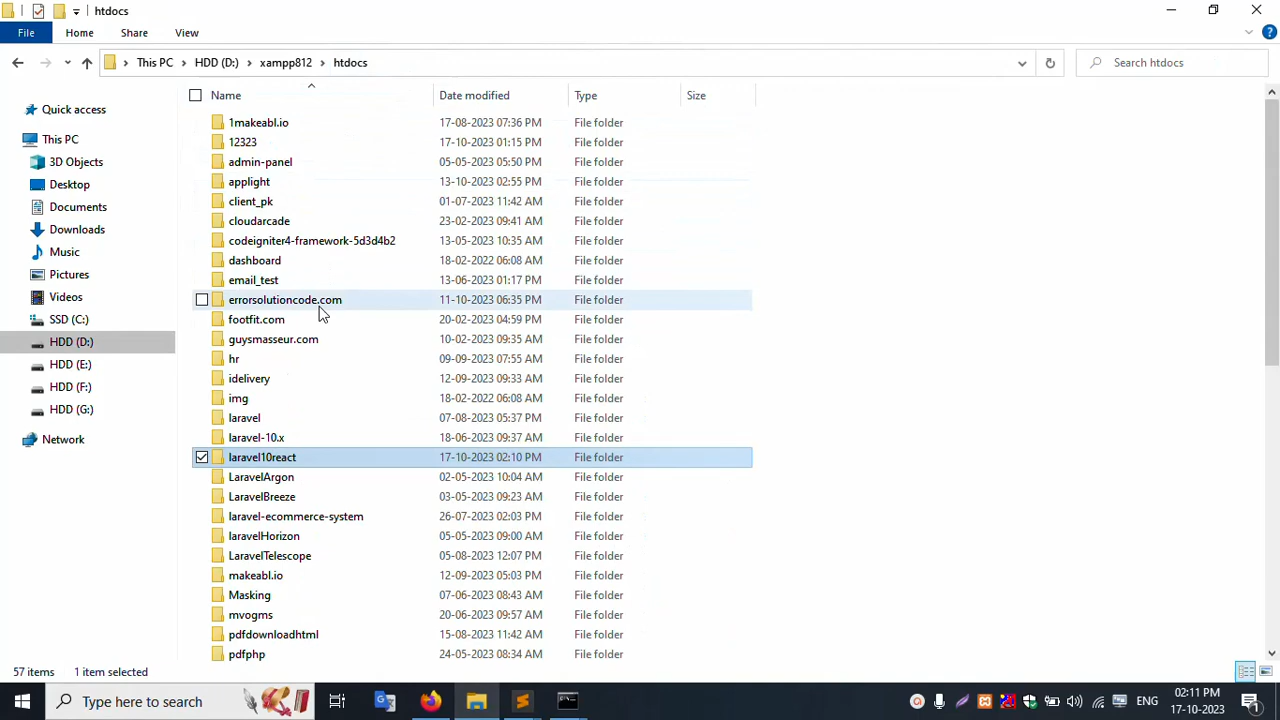 htdocs
File Home Share View
This PC HDD (D:) xampp812 htdocs Search htdocs
Name Date modified Type Size
Quick access
This PC
3D Objects
Desktop
Documents
Downloads
Music
Pictures
Videos
SSD (C:)
HDD (D:)
HDD (E:)
HDD (F:)
HDD (G:)
Network
1makeabl.io 17-08-2023 07:36 PM File folder
12323 17-10-2023 01:15 PM File folder
admin-panel 05-05-2023 05:50 PM File folder
applight 13-10-2023 02:55 PM File folder
client_pk 01-07-2023 11:42 AM File folder
cloudarcade 23-02-2023 09:41 AM File folder
codeigniter4-framework-5d3d4b2 13-05-2023 10:35 AM File folder
dashboard 18-02-2022 06:08 AM File folder
email_test 13-06-2023 01:17 PM File folder
errorsolutioncode.com 11-10-2023 06:35 PM File folder
footfit.com 20-02-2023 04:59 PM File folder
guysmasseur.com 10-02-2023 09:35 AM File folder
hr 09-09-2023 07:55 AM File folder
idelivery 12-09-2023 09:33 AM File folder
img 18-02-2022 06:08 AM File folder
laravel 07-08-2023 05:37 PM File folder
laravel-10.x 18-06-2023 09:37 AM File folder
laravel10react 17-10-2023 02:10 PM File folder
LaravelArgon 02-05-2023 10:04 AM File folder
LaravelBreeze 03-05-2023 09:23 AM File folder
laravel-ecommerce-system 26-07-2023 02:03 PM File folder
laravelHorizon 05-05-2023 09:00 AM File folder
LaravelTelescope 05-08-2023 12:07 PM File folder
makeabl.io 12-09-2023 05:03 PM File folder
Masking 07-06-2023 08:43 AM File folder
mvogms 20-06-2023 09:57 AM File folder
pdfdownloadhtml 15-08-2023 11:42 AM File folder
pdfphp 24-05-2023 08:34 AM File folder
57 items 1 item selected
Type here to search
ENG
02:11 PM
17-10-2023
1